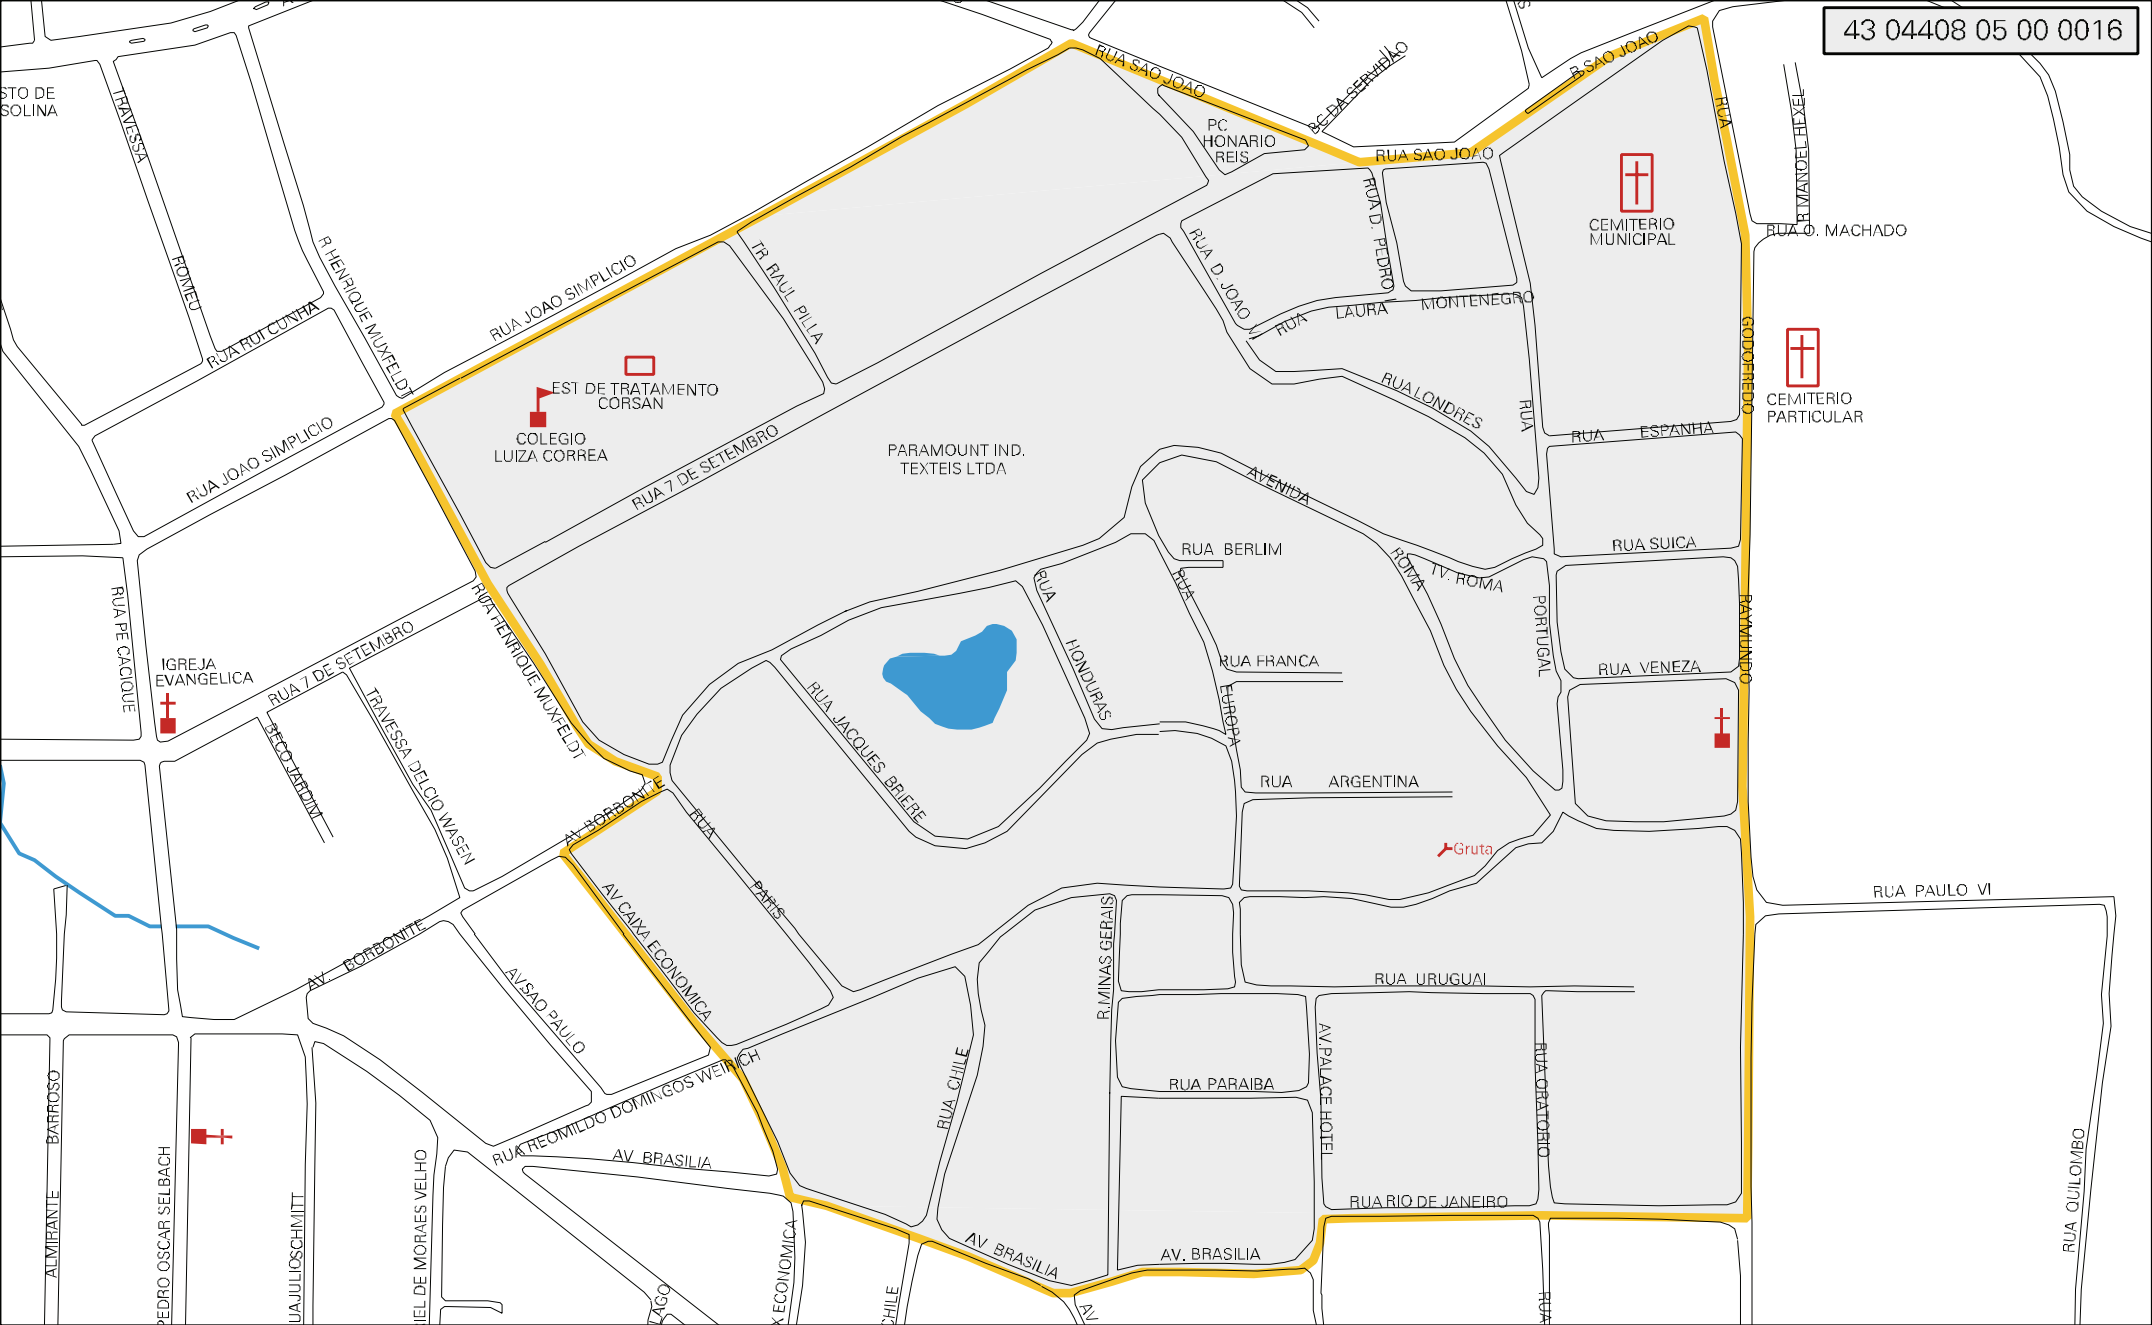 43 04408 05 00 0016
RUA SAO JOAO
R SAO JOAO
BC DA SERVIDAO
STO DE
SOLINA
TRAVESSA
ROMEU
PC
HONARIO
REIS
RUA SAO JOAO
RUA
R MANOEL HEXEL
RUA O. MACHADO
CEMITERIO
MUNICIPAL
RUA D. PEDRO
RUA D. JOAO V
RUA LAURA MONTENEGRO
R HENRIQUE MUXFELDT
RUA JOAO SIMPLICIO
TR. RAUL PILLA
RUA RUI CUNHA
GODOFREDO
CEMITERIO
PARTICULAR
EST DE TRATAMENTO
CORSAN
COLEGIO
LUIZA CORREA
RUA LONDRES
RUA
RUA ESPANHA
RUA JOAO SIMPLICIO
RUA 7 DE SETEMBRO
PARAMOUNT IND.
TEXTEIS LTDA
AVENIDA
ROMA
RUA BERLIM
TV. ROMA
RUA SUICA
RUA PE CACIQUE
RUA HENRIQUE MUXFELDT
RUA
HONDURAS
RUA
EUROPA
PORTUGAL
RAYMUNDO
IGREJA
EVANGELICA
RUA 7 DE SETEMBRO
RUA FRANCA
RUA VENEZA
BECO JARDIM
TRAVESSA DELCIO WASEN
RUA JACQUES BRIERE
AV BORBONITE
RUA ARGENTINA
RUA
PARIS
Gruta
AV. BORBONITE
AV CAIXA ECONOMICA
R.MINAS GERAIS
RUA PAULO VI
AV SAO PAULO
RUA URUGUAI
RUA CHILE
AV.PALACE HOTEL
RUA ORATORIO
RUA REOMILDO DOMINGOS WEIRICH
RUA PARAIBA
ALMIRANTE BARROSO
PEDRO OSCAR SELBACH
UAJULIOSCHMITT
IEL DE MORAES VELHO
AV BRASILIA
RUA RIO DE JANEIRO
RUA QUILOMBO
AV BRASILIA
AV. BRASILIA
X ECONOMICA
CHILE
LAGO
AV
RUA